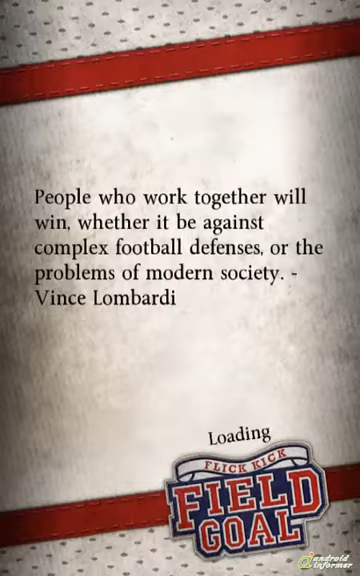 People who work together will
win, whether it be against
complex football defenses, or the
problems of modern society. -
Vince Lombardi
Loading
FLICK KICK
FIELD
GOAL
android
informer